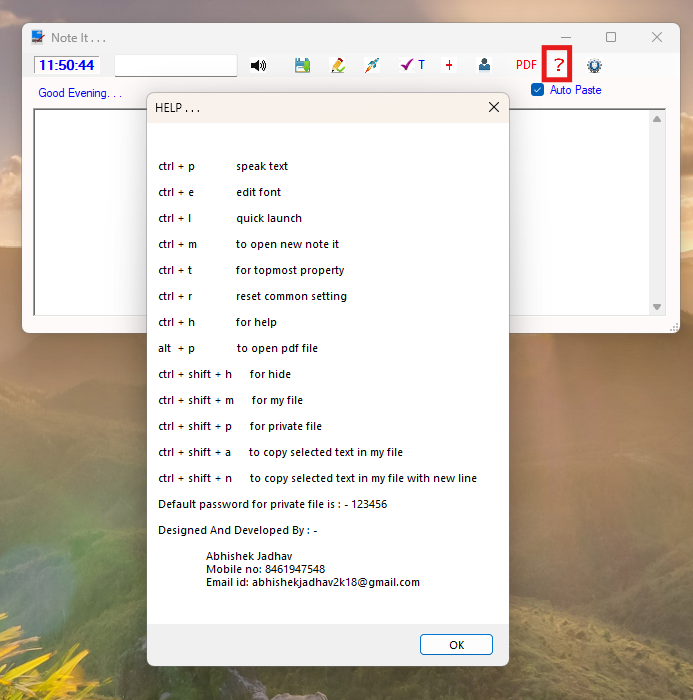 Note It . . .
11:50:44
T
PDF
?
Good Evening. . .
Auto Paste
HELP . . .
ctrl + p speak text
ctrl + e edit font
ctrl + l quick launch
ctrl + m to open new note it
ctrl + t for topmost property
ctrl + r reset common setting
ctrl + h for help
alt + p to open pdf file
ctrl + shift + h for hide
ctrl + shift + m for my file
ctrl + shift + p for private file
ctrl + shift + a to copy selected text in my file
ctrl + shift + n to copy selected text in my file with new line
Default password for private file is : - 123456
Designed And Developed By : -
Abhishek Jadhav
Mobile no: 8461947548
Email id: abhishekjadhav2k18@gmail.com
OK